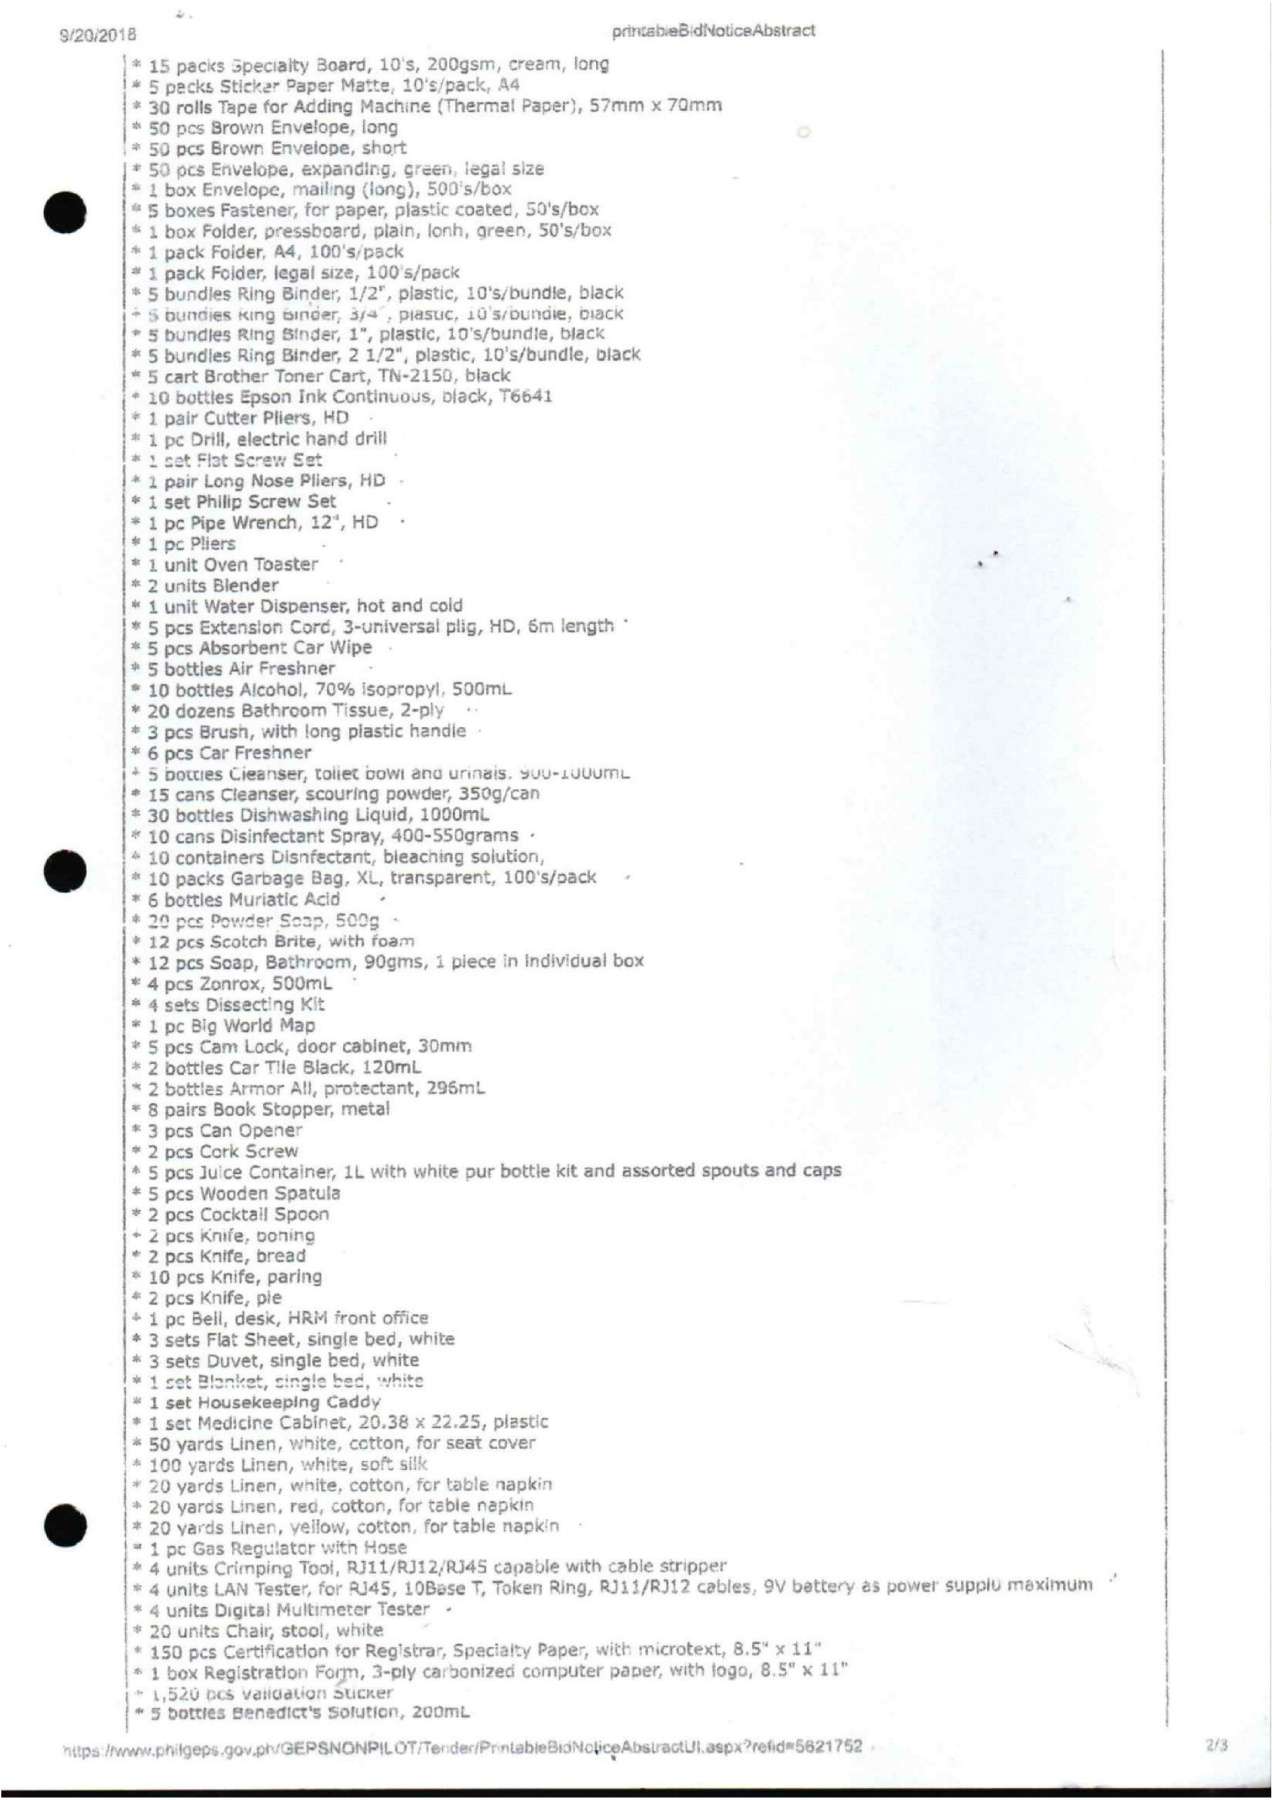 9/20/2018
printableBidNoticeAbstract
* 15 packs Specialty Board, 10's, 200gsm, cream, long
* 5 packs Sticker Paper Matte, 10's/pack, A4
* 30 rolls Tape for Adding Machine (Thermal Paper), 57mm x 70mm
* 50 pcs Brown Envelope, long
* 50 pcs Brown Envelope, short
* 50 pcs Envelope, expanding, green, legal size
* 1 box Envelope, mailing (long), 500's/box
* 5 boxes Fastener, for paper, plastic coated, 50's/box
* 1 box Folder, pressboard, plain, lonh, green, 50's/box
* 1 pack Folder, A4, 100's/pack
* 1 pack Folder, legal size, 100's/pack
* 5 bundles Ring Binder, 1/2", plastic, 10's/bundle, black
* 5 bundles Ring Binder, 3/4", plastic, 10's/bundle, black
* 5 bundles Ring Binder, 1", plastic, 10's/bundle, black
* 5 bundles Ring Binder, 2 1/2", plastic, 10's/bundle, black
* 5 cart Brother Toner Cart, TN-2150, black
* 10 bottles Epson Ink Continuous, black, T6641
* 1 pair Cutter Pliers, HD
* 1 pc Drill, electric hand drill
* 1 set Flat Screw Set
* 1 pair Long Nose Pliers, HD
* 1 set Philip Screw Set
* 1 pc Pipe Wrench, 12", HD
* 1 pc Pliers
* 1 unit Oven Toaster
* 2 units Blender
* 1 unit Water Dispenser, hot and cold
* 5 pcs Extension Cord, 3-universal plig, HD, 6m length
* 5 pcs Absorbent Car Wipe
* 5 bottles Air Freshner
* 10 bottles Alcohol, 70% isopropyl, 500mL
* 20 dozens Bathroom Tissue, 2-ply
* 3 pcs Brush, with long plastic handle
* 6 pcs Car Freshner
* 5 bottles Cleanser, toilet bowl and urinals. 900-1000mL
* 15 cans Cleanser, scouring powder, 350g/can
* 30 bottles Dishwashing Liquid, 1000mL
* 10 cans Disinfectant Spray, 400-550grams
* 10 containers Disnfectant, bleaching solution,
* 10 packs Garbage Bag, XL, transparent, 100's/pack
* 6 bottles Muriatic Acid
* 20 pcs Powder Soap, 500g
* 12 pcs Scotch Brite, with foam
* 12 pcs Soap, Bathroom, 90gms, 1 piece in individual box
* 4 pcs Zonrox, 500mL
* 4 sets Dissecting Kit
* 1 pc Big World Map
* 5 pcs Cam Lock, door cabinet, 30mm
* 2 bottles Car Tile Black, 120mL
* 2 bottles Armor All, protectant, 296mL
* 8 pairs Book Stopper, metal
* 3 pcs Can Opener
* 2 pcs Cork Screw
* 5 pcs Juice Container, 1L with white pur bottle kit and assorted spouts and caps
* 5 pcs Wooden Spatula
* 2 pcs Cocktail Spoon
* 2 pcs Knife, boning
* 2 pcs Knife, bread
* 10 pcs Knife, paring
* 2 pcs Knife, pie
* 1 pc Bell, desk, HRM front office
* 3 sets Flat Sheet, single bed, white
* 3 sets Duvet, single bed, white
* 1 set Blanket, single bed, white
* 1 set Housekeeping Caddy
* 1 set Medicine Cabinet, 20.38 x 22.25, plastic
* 50 yards Linen, white, cotton, for seat cover
* 100 yards Linen, white, soft silk
* 20 yards Linen, white, cotton, for table napkin
* 20 yards Linen, red, cotton, for table napkin
* 20 yards Linen, yellow, cotton, for table napkin
* 1 pc Gas Regulator with Hose
* 4 units Crimping Tool, RJ11/RJ12/RJ45 capable with cable stripper
* 4 units LAN Tester, for RJ45, 10Base T, Token Ring, RJ11/RJ12 cables, 9V battery as power supplu maximum
* 4 units Digital Multimeter Tester
* 20 units Chair, stool, white
* 150 pcs Certification for Registrar, Specialty Paper, with microtext, 8.5" x 11"
* 1 box Registration Form, 3-ply carbonized computer paper, with logo, 8.5" x 11"
* 1,520 pcs Validation Sticker
* 5 bottles Benedict's Solution, 200mL
https://www.philgeps.gov.ph/GEPSNONPILOT/Tender/PrintableBidNoticeAbstractUI.aspx?refid=5621752
2/3